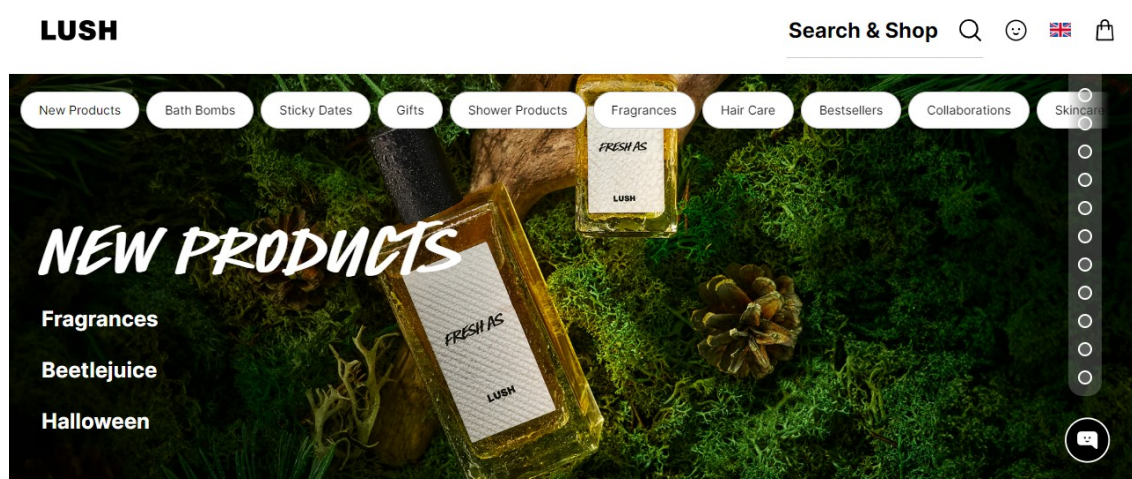 LUSH
Search & Shop
New Products
Bath Bombs
Sticky Dates
Gifts
Shower Products
Fragrances
Hair Care
Bestsellers
Collaborations
Skincare
FRESH AS
LUSH
NEW PRODUCTS
Fragrances
Beetlejuice
Halloween
FRESH AS
LUSH